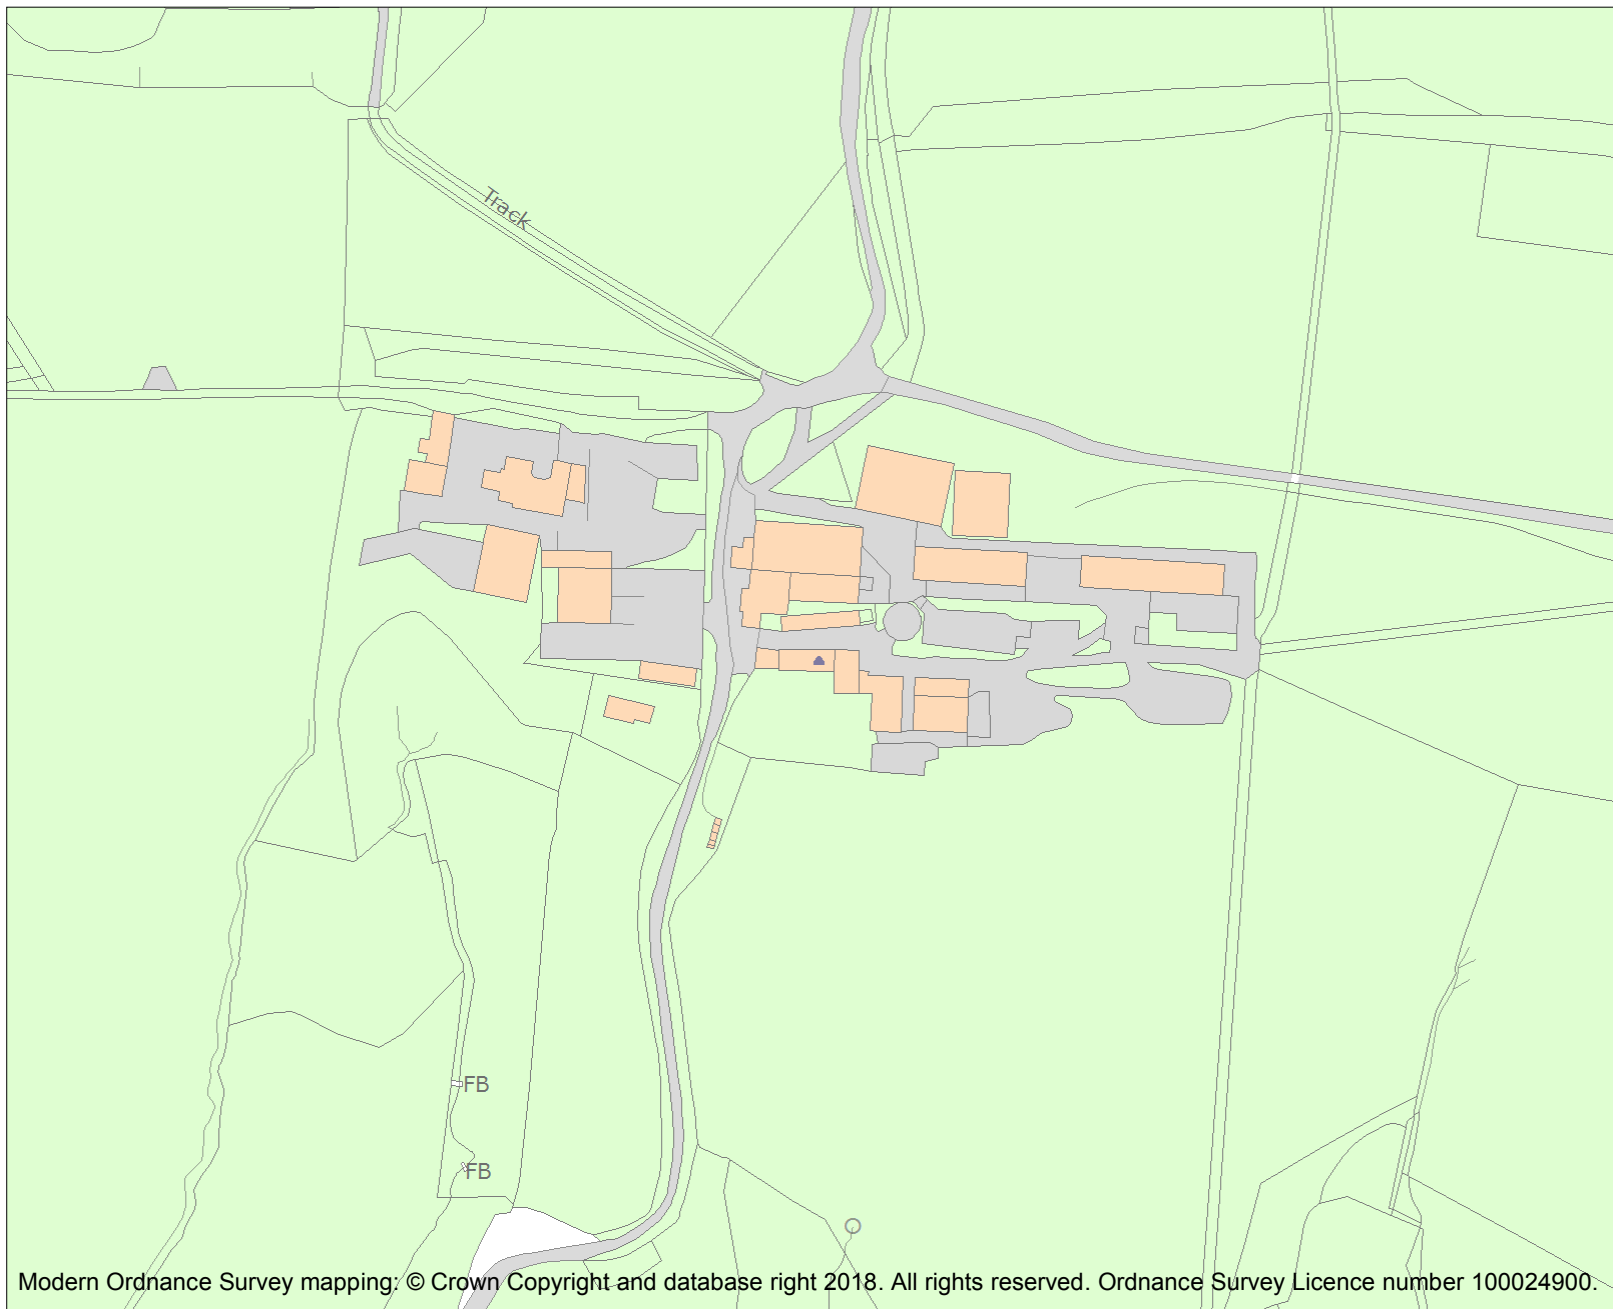 Track
FB
FB
Modern Ordnance Survey mapping: © Crown Copyright and database right 2018. All rights reserved. Ordnance Survey Licence number 100024900.